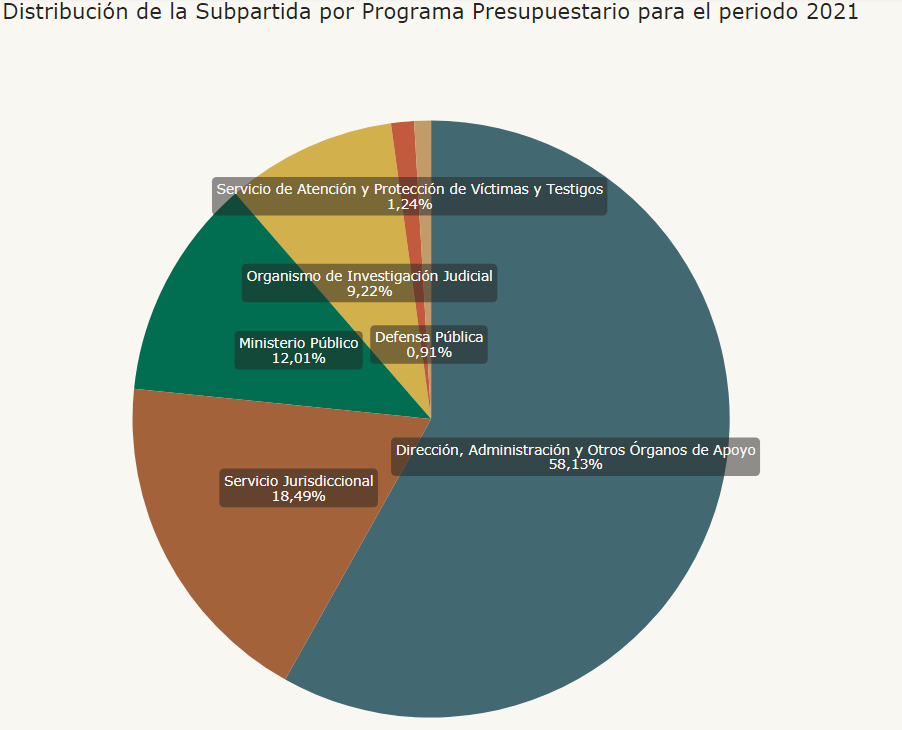 Distribución de la Subpartida por Programa Presupuestario para el periodo 2021
Servicio de Atención y Protección de Víctimas y Testigos
1,24%
Organismo de Investigación Judicial
9,22%
Defensa Pública
0,91%
Ministerio Público
12,01%
Dirección, Administración y Otros Órganos de Apoyo
58,13%
Servicio Jurisdiccional
18,49%